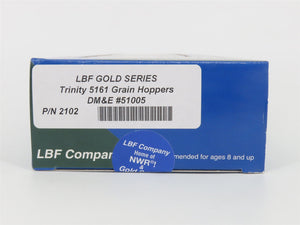 LBF GOLD SERIES
Trinity 5161 Grain Hoppers
DM&E #51005
P/N 2102
LBF Company
LBF Company
Home of
NWR
Gold
mended for ages 8 and up